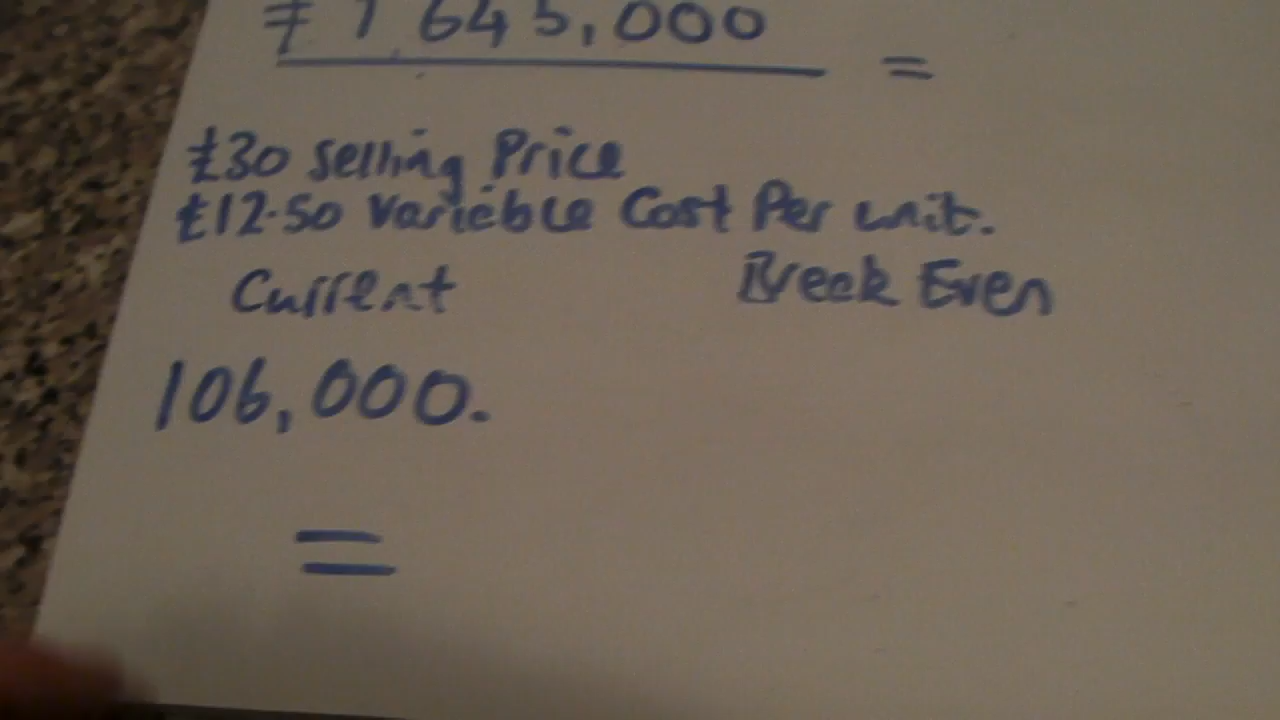 £1,645,000
=
£30 Selling Price
£12.50 Variable Cost Per unit.
Current Break Even
106,000.
=